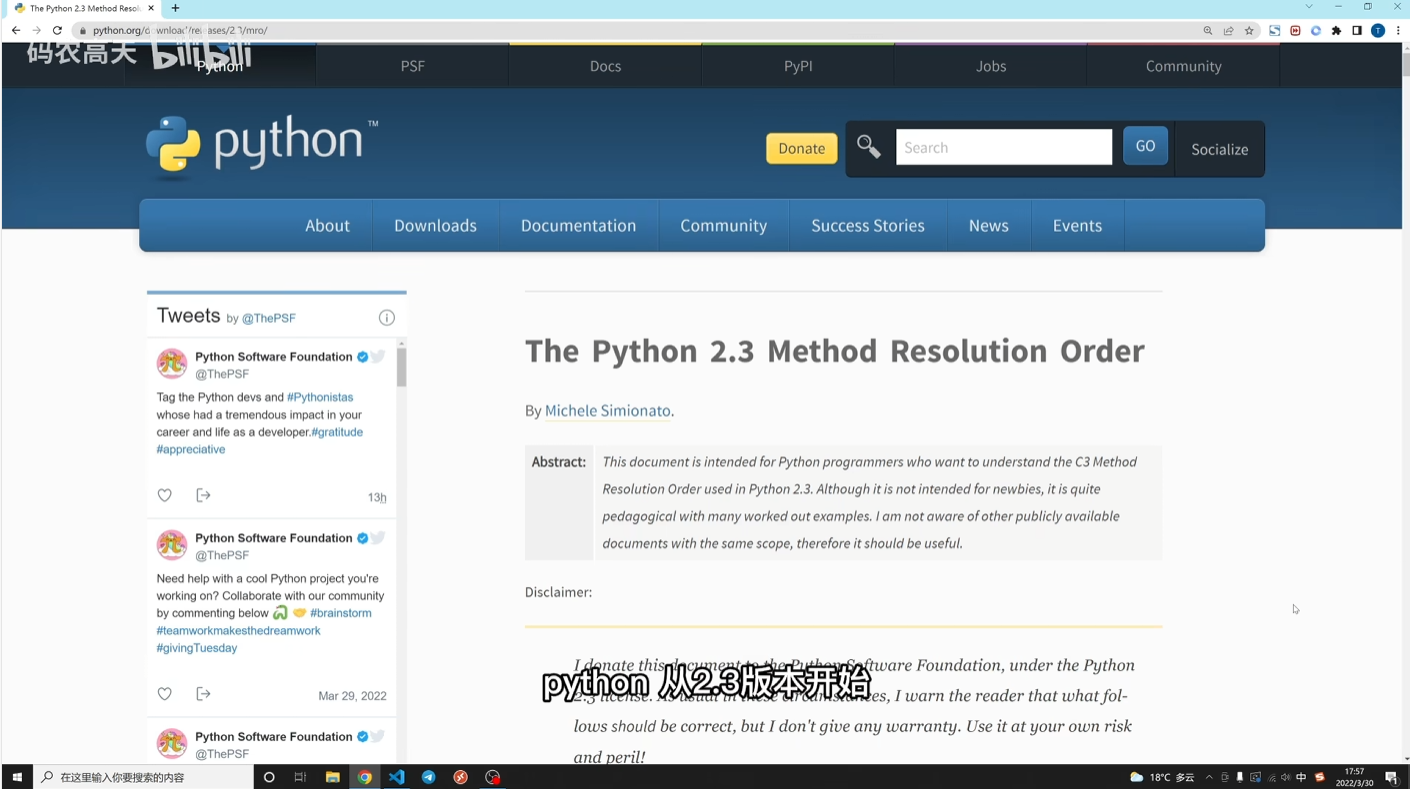 The Python 2.3 Method Resol
python.org/download/releases/2.3/mro/
T
码农高天 bilibili
Python
PSF
Docs
PyPI
Jobs
Community
python™
Donate
Search
GO
Socialize
About
Downloads
Documentation
Community
Success Stories
News
Events
Tweets by @ThePSF
Python Software Foundation
@ThePSF
Tag the Python devs and #Pythonistas
whose had a tremendous impact in your
career and life as a developer.#gratitude
#appreciative
13h
Python Software Foundation
@ThePSF
Need help with a cool Python project you're
working on? Collaborate with our community
by commenting below #brainstorm
#teamworkmakesthedreamwork
#givingTuesday
Mar 29, 2022
Python Software Foundation
@ThePSF
The Python 2.3 Method Resolution Order
By Michele Simionato.
Abstract: This document is intended for Python programmers who want to understand the C3 Method
Resolution Order used in Python 2.3. Although it is not intended for newbies, it is quite
pedagogical with many worked out examples. I am not aware of other publicly available
documents with the same scope, therefore it should be useful.
Disclaimer:
I donate this document to the Python Software Foundation, under the Python
2.3 license. As usual in these circumstances, I warn the reader that what fol-
lows should be correct, but I don't give any warranty. Use it at your own risk
and peril!
python 从2.3版本开始
在这里输入你要搜索的内容
18°C 多云
中
17:57
2022/3/30
1